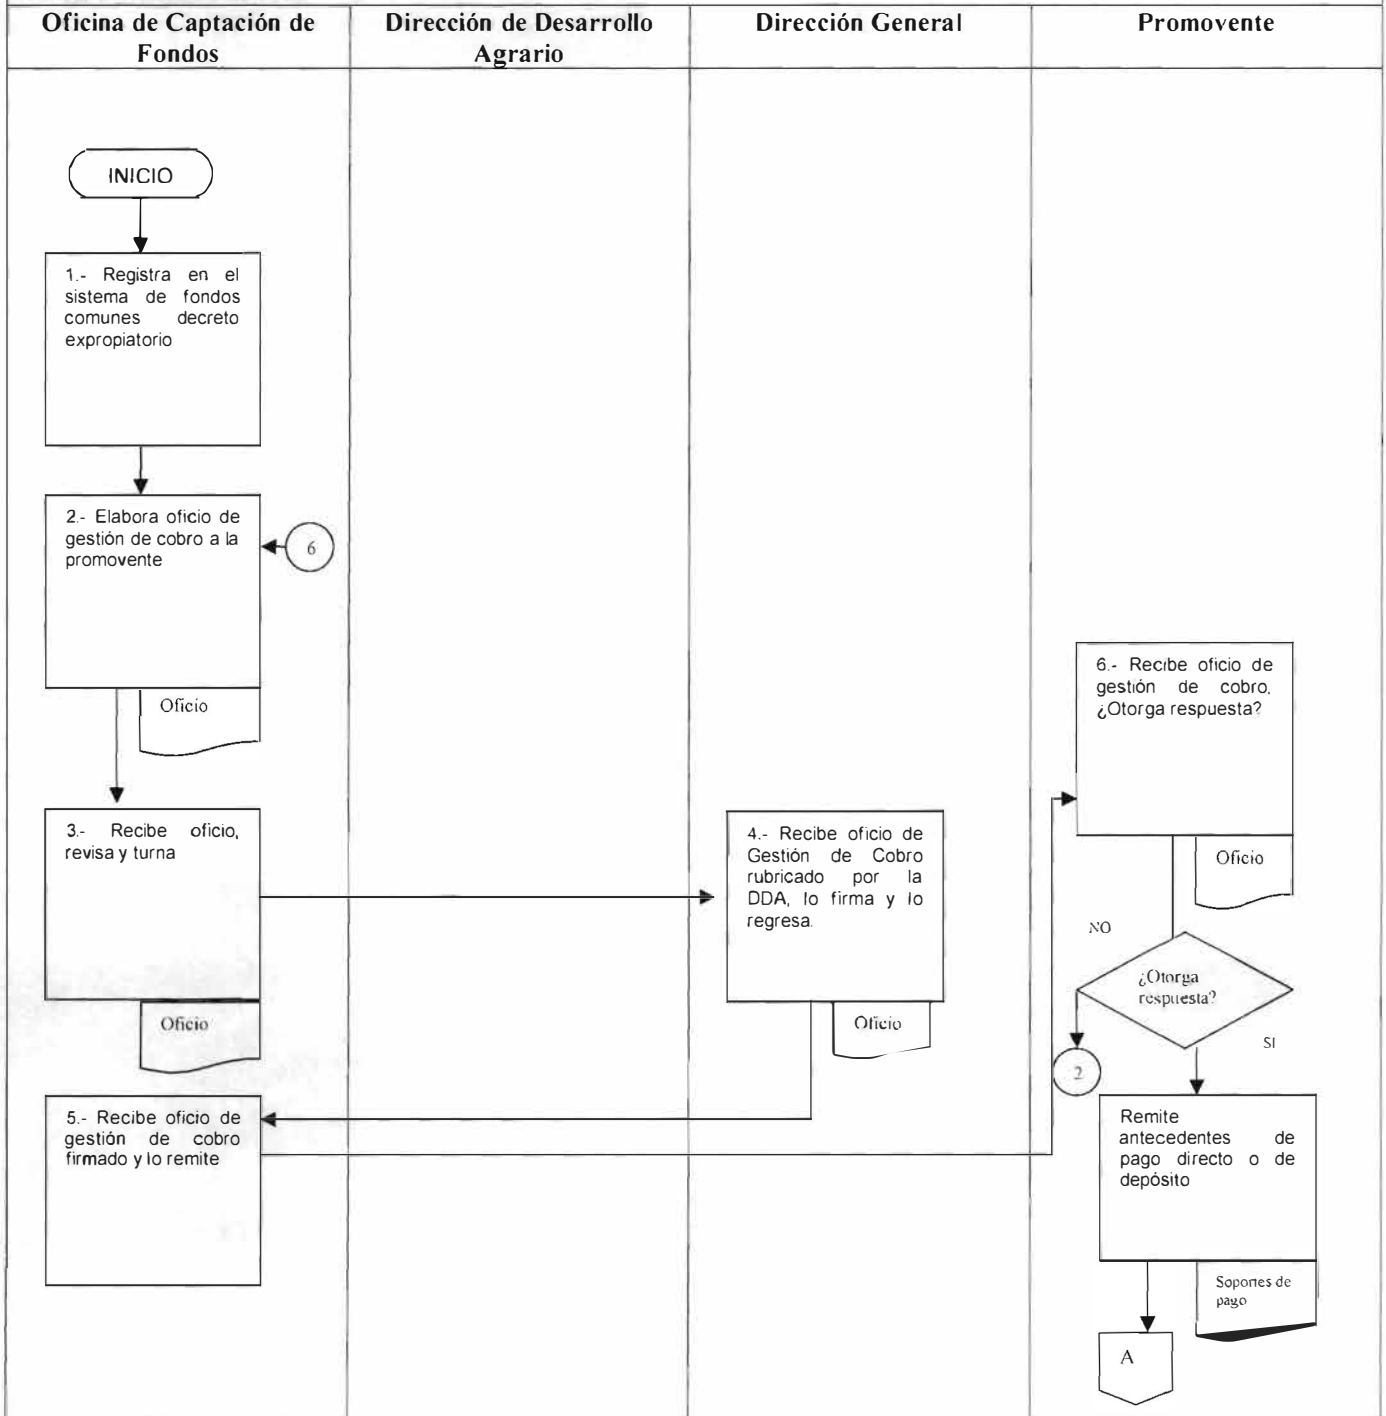 Oficina de Captación de
Fondos
Dirección de Desarrollo
Agrario
Dirección General
Promovente
INICIO
1.- Registra en el
sistema de fondos
comunes decreto
expropiatorio
2.- Elabora oficio de
gestión de cobro a la
promovente
6
Oficio
3.- Recibe oficio,
revisa y turna
Oficio
4.- Recibe oficio de
Gestión de Cobro
rubricado por la
DDA, lo firma y lo
regresa.
Oficio
5.- Recibe oficio de
gestión de cobro
firmado y lo remite
6.- Recibe oficio de
gestión de cobro,
¿Otorga respuesta?
Oficio
NO
¿Otorga
respuesta?
SI
2
Remite
antecedentes de
pago directo o de
depósito
Soportes de
pago
A